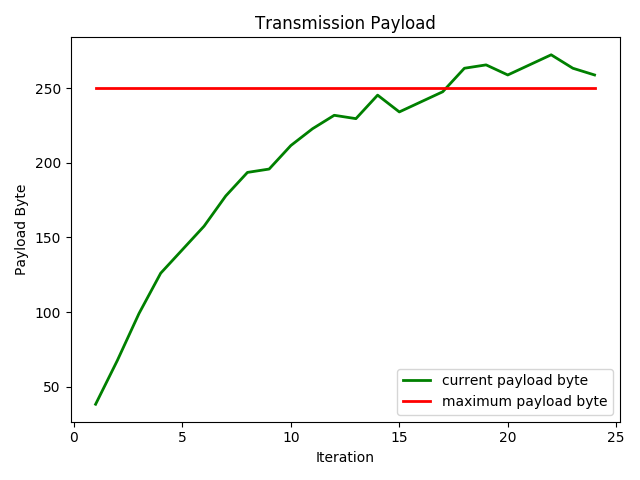 Transmission Payload
Payload Byte
250
200
150
100
50
0
5
10
15
20
25
Iteration
current payload byte
maximum payload byte